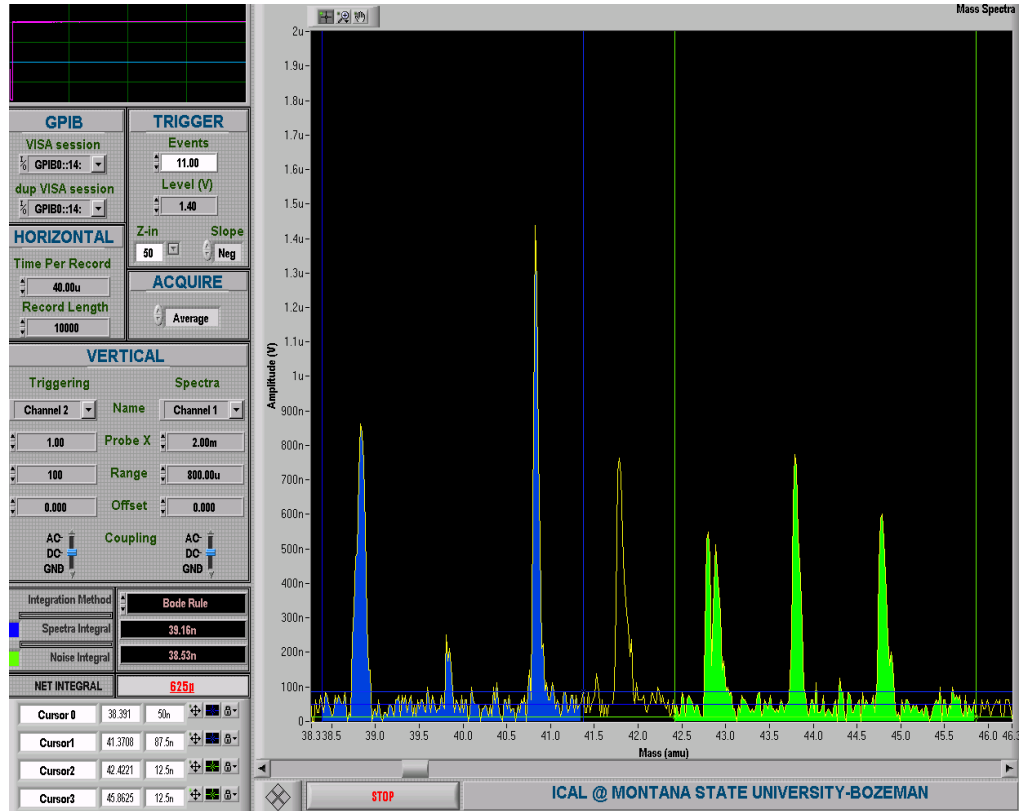 Mass Spectra
GPIB
VISA session
GPIB0::14:
dup VISA session
GPIB0::14:
TRIGGER
Events
11.00
Level (V)
1.40
Z-in Slope
50 Neg
HORIZONTAL
Time Per Record
40.00u
Record Length
10000
ACQUIRE
Average
VERTICAL
Triggering Spectra
Channel 2 Name Channel 1
1.00 Probe X 2.00m
100 Range 800.00u
0.000 Offset 0.000
AC Coupling AC
DC DC
GND GND
Integration Method Bode Rule
Spectra Integral 39.16n
Noise Integral 38.53n
NET INTEGRAL 625µ
Cursor 0 38.391 50n
Cursor1 41.3708 87.5n
Cursor2 42.4221 12.5n
Cursor3 45.8625 12.5n
Amplitude (V)
2u
1.9u
1.8u
1.7u
1.6u
1.5u
1.4u
1.3u
1.2u
1.1u
1u
900n
800n
700n
600n
500n
400n
300n
200n
100n
0
38.3 38.5 39.0 39.5 40.0 40.5 41.0 41.5 42.0 42.5 43.0 43.5 44.0 44.5 45.0 45.5 46.0 46.3
Mass (amu)
STOP
ICAL @ MONTANA STATE UNIVERSITY-BOZEMAN